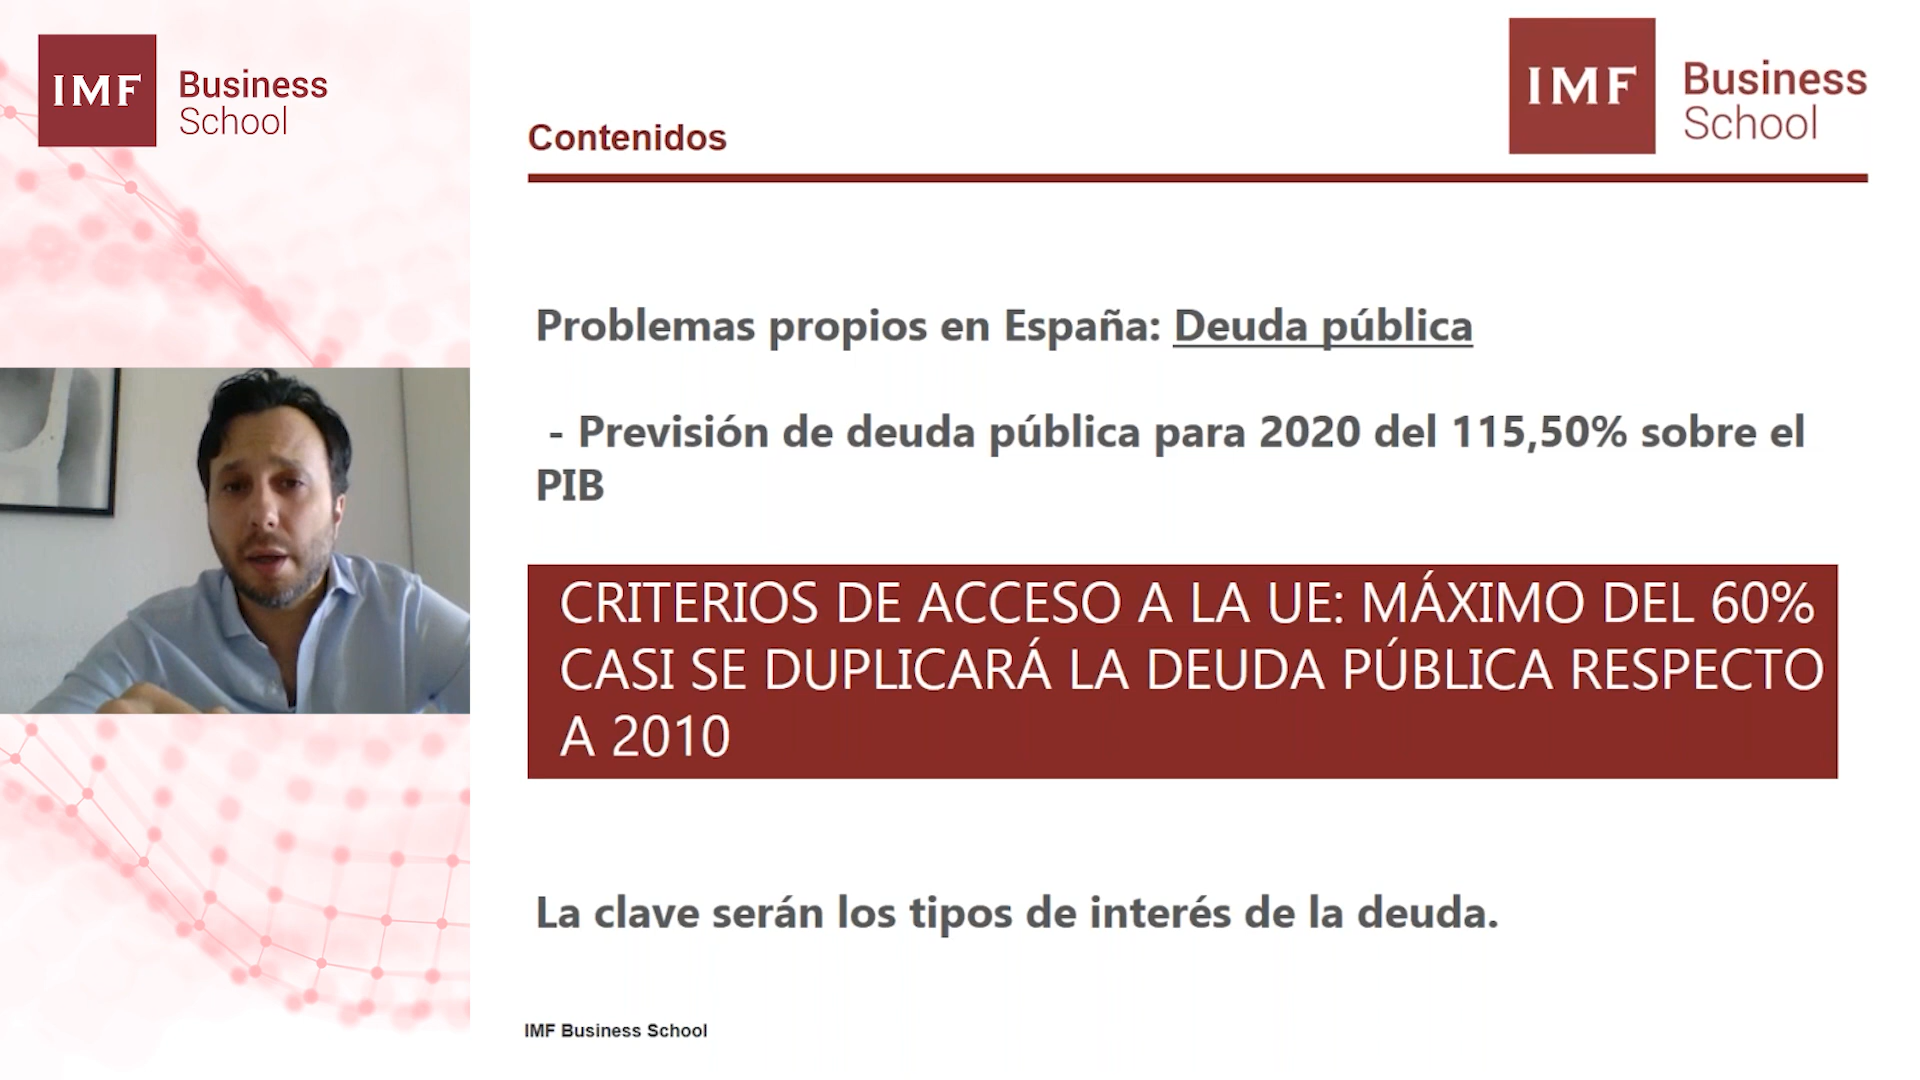 IMF Business
School
IMF Business
School
Contenidos
Problemas propios en España: Deuda pública
- Previsión de deuda pública para 2020 del 115,50% sobre el
PIB
CRITERIOS DE ACCESO A LA UE: MÁXIMO DEL 60%
CASI SE DUPLICARÁ LA DEUDA PÚBLICA RESPECTO
A 2010
La clave serán los tipos de interés de la deuda.
IMF Business School